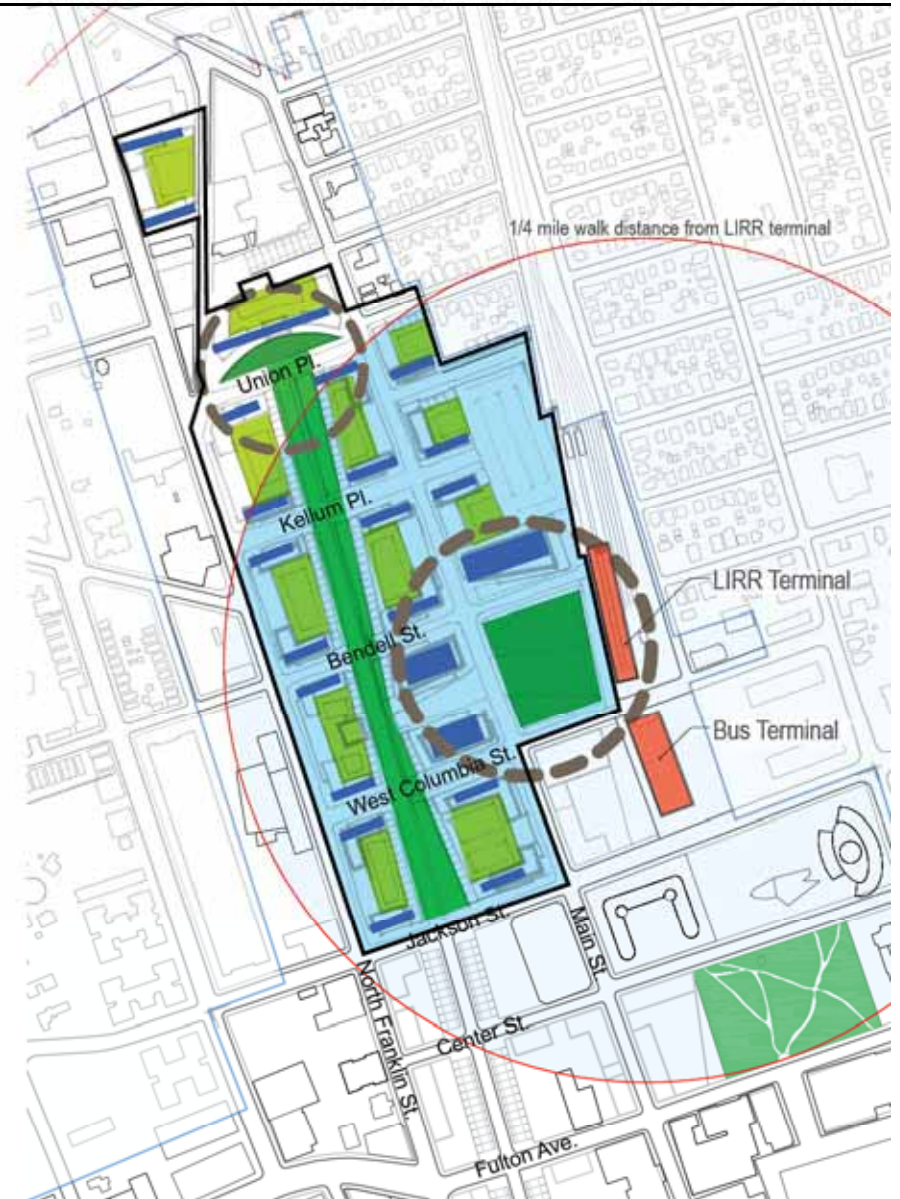 1/4 mile walk distance from LIRR terminal
Union Pl.
Kellum Pl.
LIRR Terminal
Bendell St.
Bus Terminal
West Columbia St.
Jackson St.
Main St.
North Franklin St.
Center St.
Fulton Ave.